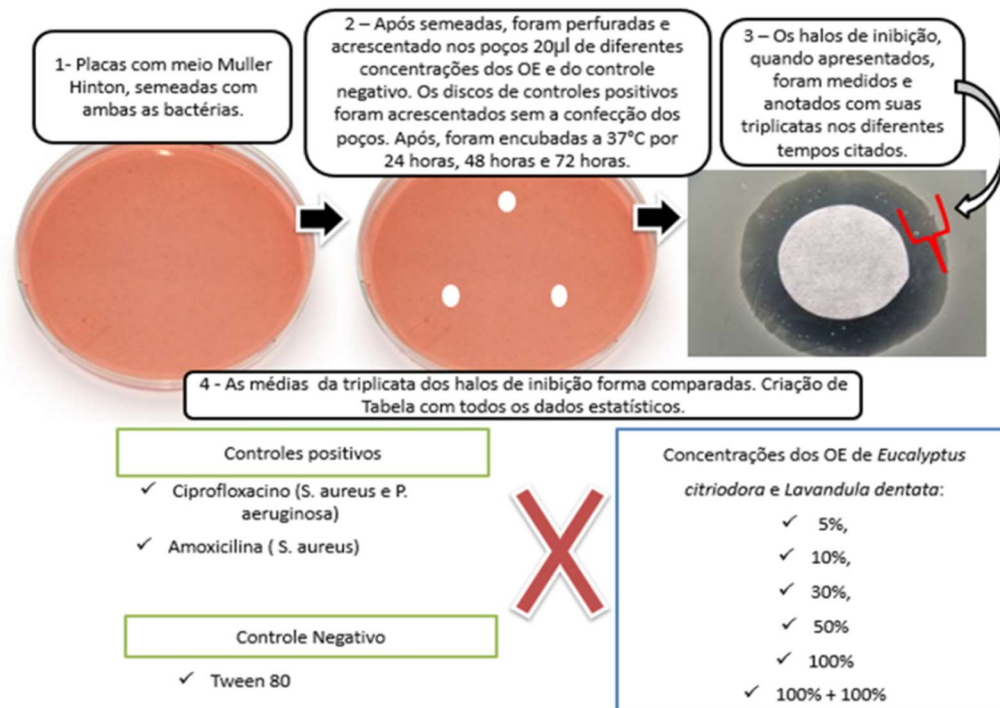 1- Placas com meio Muller
Hinton, semeadas com
ambas as bactérias.
2 – Após semeadas, foram perfuradas e
acrescentado nos poços 20µl de diferentes
concentrações dos OE e do controle
negativo. Os discos de controles positivos
foram acrescentados sem a confecção dos
poços. Após, foram encubadas a 37°C por
24 horas, 48 horas e 72 horas.
3 – Os halos de inibição,
quando apresentados,
foram medidos e
anotados com suas
triplicatas nos diferentes
tempos citados.
4 - As médias da triplicata dos halos de inibição forma comparadas. Criação de
Tabela com todos os dados estatísticos.
Controles positivos
✓ Ciprofloxacino (S. aureus e P.
aeruginosa)
✓ Amoxicilina ( S. aureus)
Controle Negativo
✓ Tween 80
Concentrações dos OE de Eucalyptus
citriodora e Lavandula dentata:
✓ 5%,
✓ 10%,
✓ 30%,
✓ 50%
✓ 100%
✓ 100% + 100%